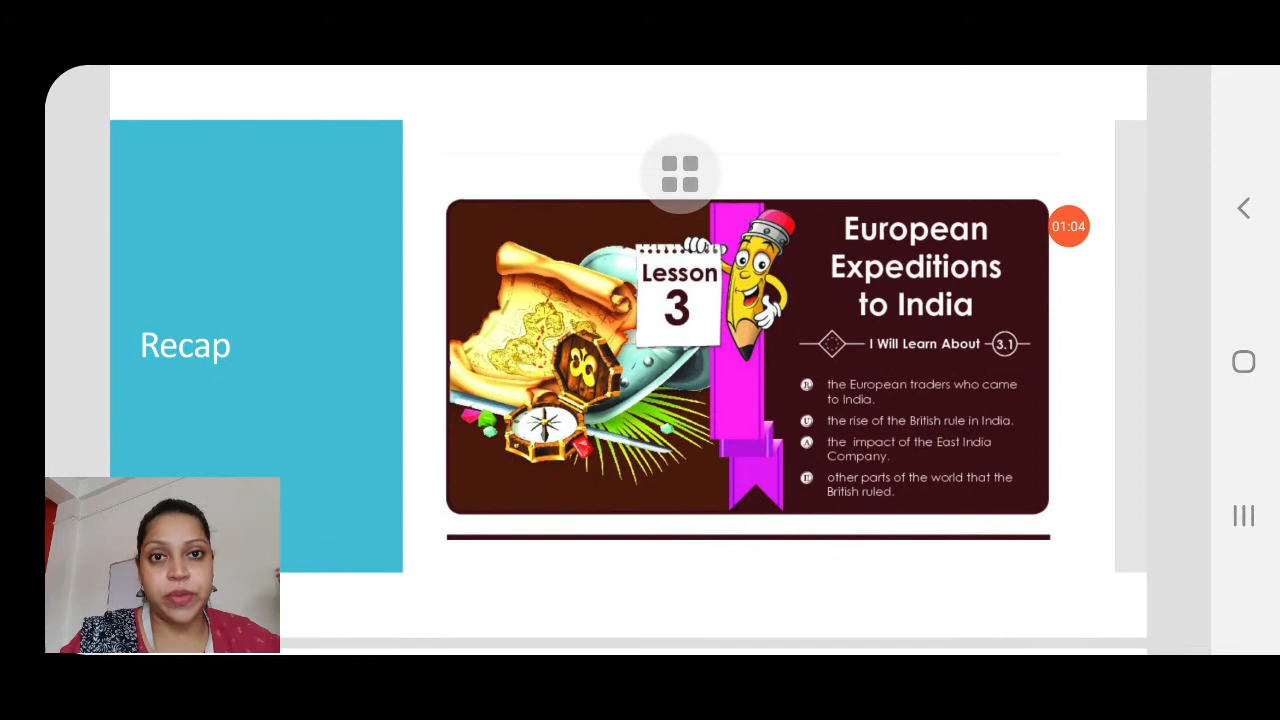 Recap
Lesson
3
European
Expeditions
to India
I Will Learn About 3.1
the European traders who came
to India.
the rise of the British rule in India.
the impact of the East India
Company.
other parts of the world that the
British ruled.
01:04